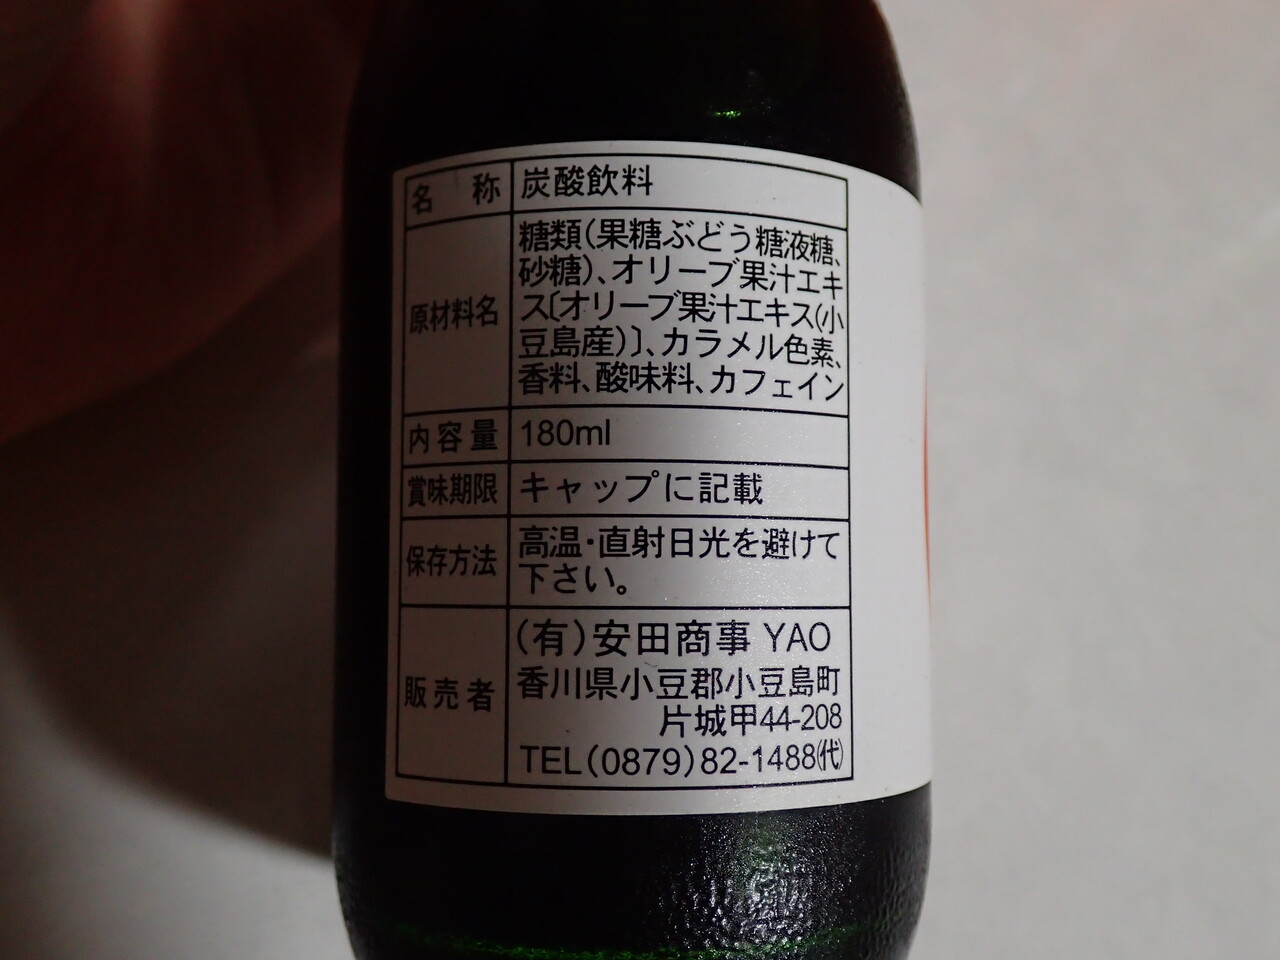 名称 炭酸飲料
原材料名 糖類(果糖ぶどう糖液糖、
砂糖)、オリーブ果汁エキ
ス〔オリーブ果汁エキス(小
豆島産)〕、カラメル色素、
香料、酸味料、カフェイン
内容量 180ml
賞味期限 キャップに記載
保存方法 高温・直射日光を避けて
下さい。
販売者 (有)安田商事 YAO
香川県小豆郡小豆島町
片城甲44-208
TEL(0879)82-1488(代)